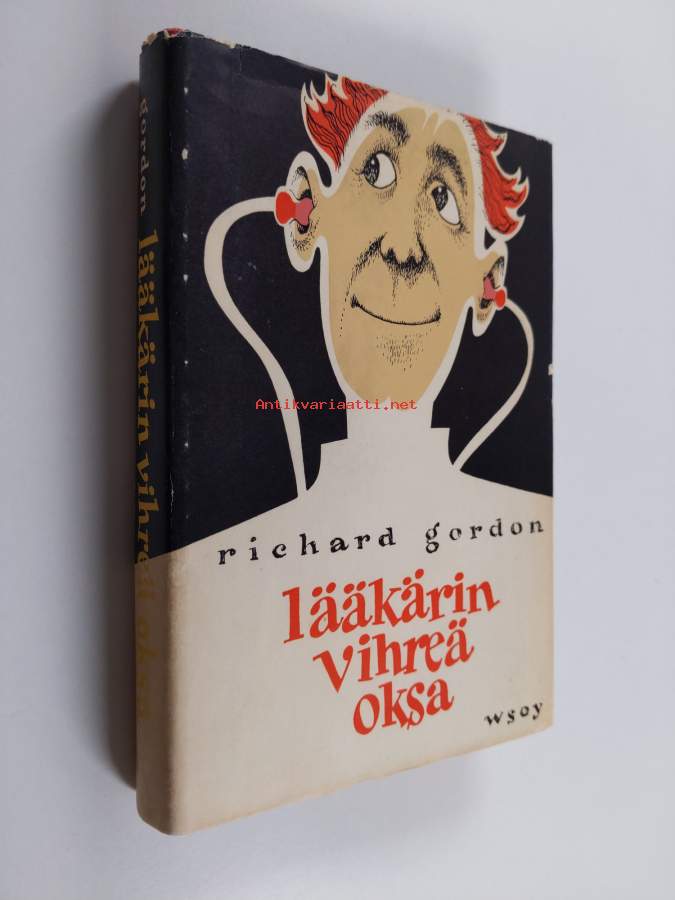 gordon lääkärin vihreä oksa
Antikvariaatti.net
richard gordon
lääkärin
vihreä
oksa
wsoy